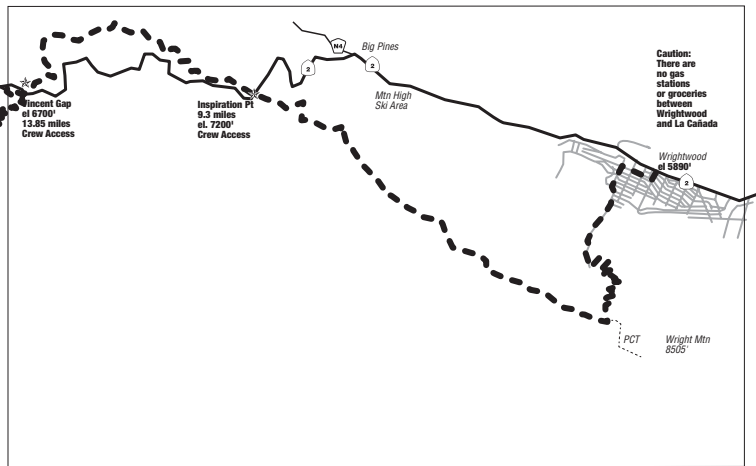 N4
Big Pines
2
2
Mtn High
Ski Area
Caution:
There are
no gas
stations
or groceries
between
Wrightwood
and La Cañada
Vincent Gap
el 6700'
13.85 miles
Crew Access
Inspiration Pt
9.3 miles
el. 7200'
Crew Access
Wrightwood
el 5890'
2
PCT
Wright Mtn
8505'